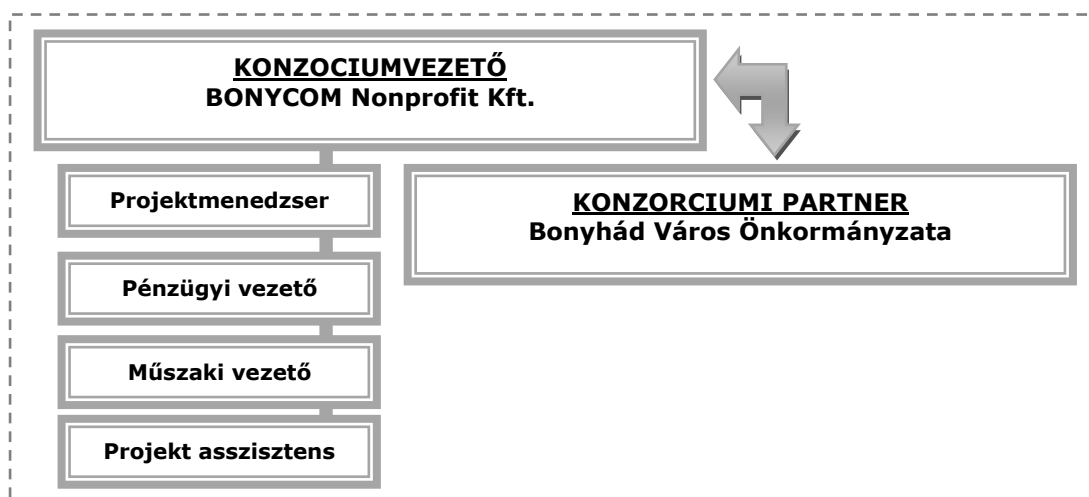 KONZOCIUMVEZETŐ
BONYCOM Nonprofit Kft.
Projektmenedzser
KONZORCIUMI PARTNER
Bonyhád Város Önkormányzata
Pénzügyi vezető
Műszaki vezető
Projekt asszisztens